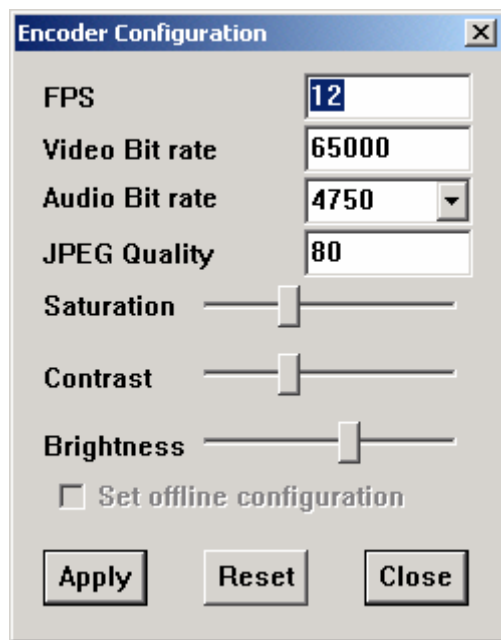 Encoder Configuration
FPS 12
Video Bit rate 65000
Audio Bit rate 4750
JPEG Quality 80
Saturation
Contrast
Brightness
Set offline configuration
Apply Reset Close